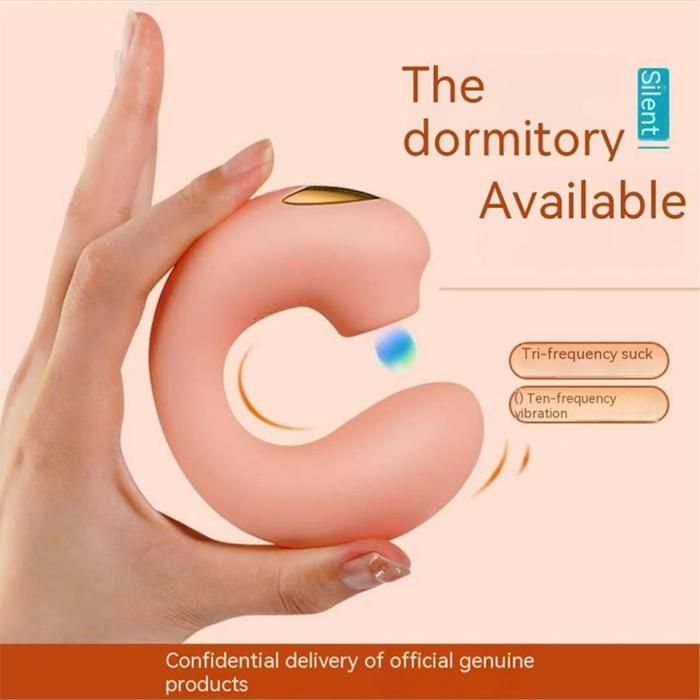 The
dormitory
Silent
Available
Tri-frequency suck
() Ten-frequency
vibration
Confidential delivery of official genuine
products